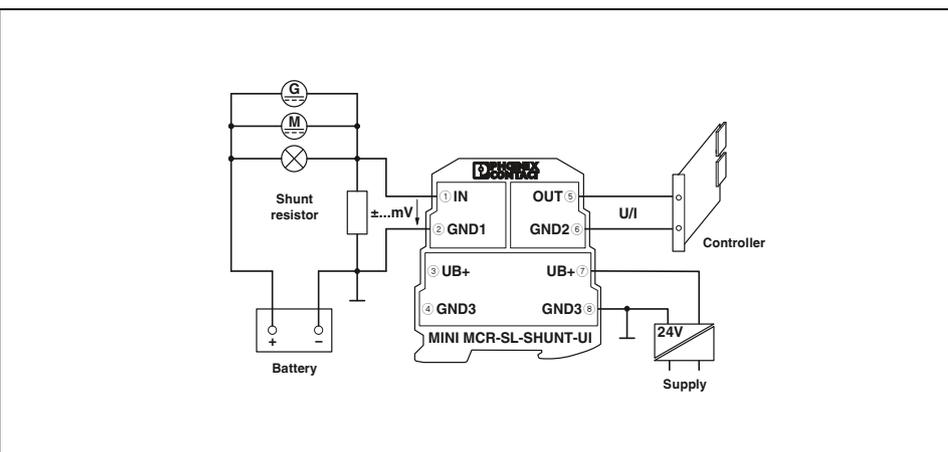 G
M
PHOENIX
CONTACT
Shunt
resistor
±...mV
1 IN
OUT 5
U/I
2 GND1
GND2 6
Controller
3 UB+
UB+ 7
4 GND3
GND3 8
MINI MCR-SL-SHUNT-UI
24V
+ −
Battery
Supply